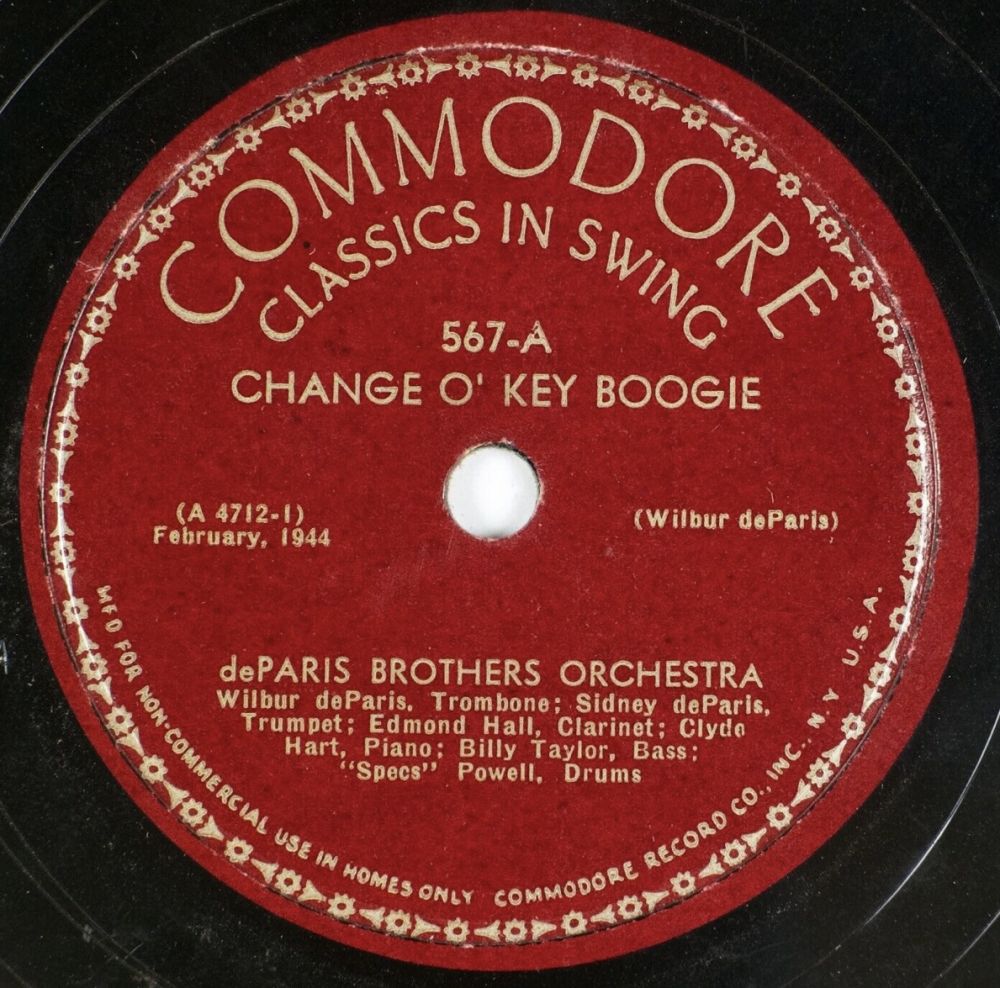 COMMODORE
CLASSICS IN SWING
567-A
CHANGE O' KEY BOOGIE
(A 4712-1)
February, 1944
(Wilbur deParis)
dePARIS BROTHERS ORCHESTRA
Wilbur deParis, Trombone; Sidney deParis,
Trumpet; Edmond Hall, Clarinet; Clyde
Hart, Piano; Billy Taylor, Bass;
"Specs" Powell, Drums
MFD FOR NON-COMMERCIAL USE IN HOMES ONLY COMMODORE RECORD CO., INC., N. Y U.S.A.